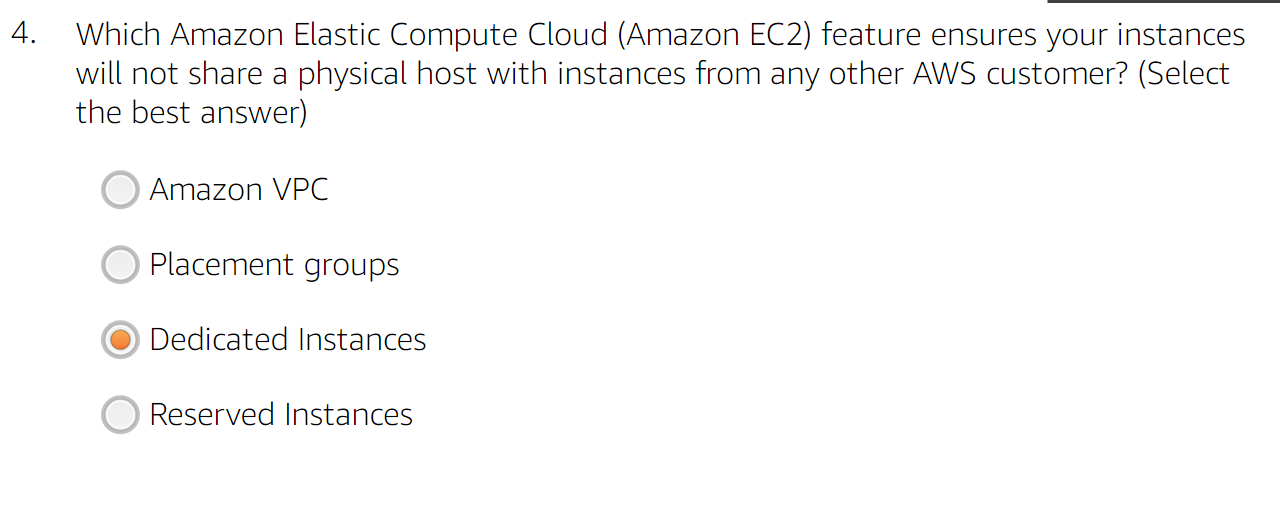 4. Which Amazon Elastic Compute Cloud (Amazon EC2) feature ensures your instances
will not share a physical host with instances from any other AWS customer? (Select
the best answer)
Amazon VPC
Placement groups
Dedicated Instances
Reserved Instances